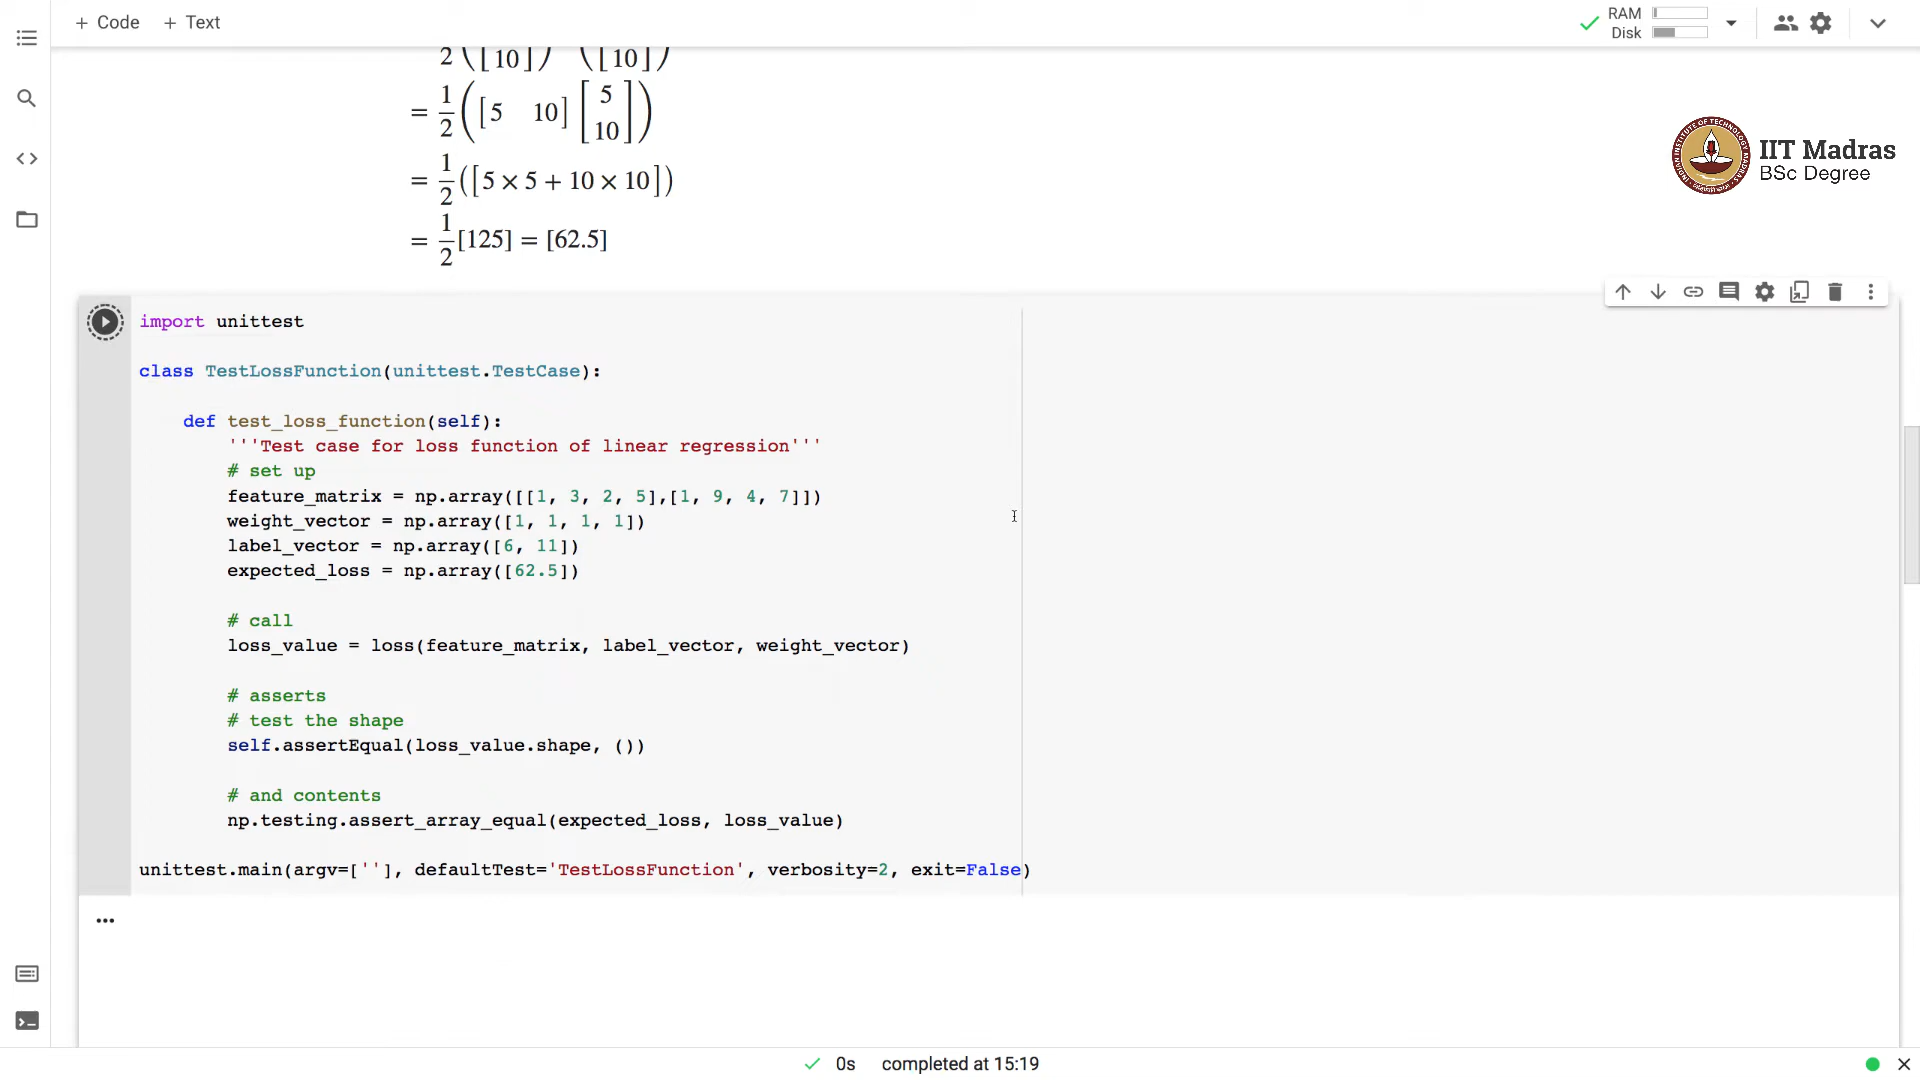 + Code + Text
RAM
Disk
2 ([10]) ([10])
= 1/2 ([5 10] [5 10])
= 1/2 ([5 × 5 + 10 × 10])
= 1/2 [125] = [62.5]
IIT Madras
BSc Degree
INDIAN INSTITUTE OF TECHNOLOGY MADRAS
import unittest
class TestLossFunction(unittest.TestCase):
def test_loss_function(self):
'''Test case for loss function of linear regression'''
# set up
feature_matrix = np.array([[1, 3, 2, 5],[1, 9, 4, 7]])
weight_vector = np.array([1, 1, 1, 1])
label_vector = np.array([6, 11])
expected_loss = np.array([62.5])
# call
loss_value = loss(feature_matrix, label_vector, weight_vector)
# asserts
# test the shape
self.assertEqual(loss_value.shape, ())
# and contents
np.testing.assert_array_equal(expected_loss, loss_value)
unittest.main(argv=[''], defaultTest='TestLossFunction', verbosity=2, exit=False)
0s completed at 15:19